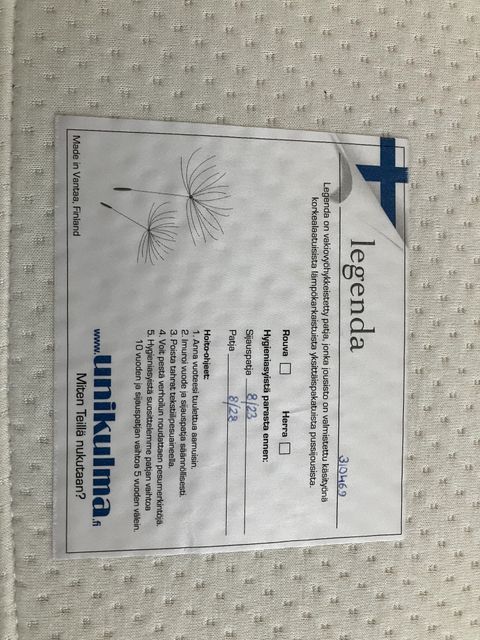 legenda
310469
Legenda on vakiovyöhykkeistetty patja, jonka jousisto on valmistettu käsityönä
korkealaatuisista lämpökarkaistuista yksittäispakatuista pussijousista.
Rouva Herra
Hygieniasyistä parasta ennen:
Sijauspatja 8/23
Patja 8/28
Hoito-ohjeet:
1. Anna vuoteesi tuulettua aamuisin.
2. Imuroi vuode ja sijauspatja säännöllisesti.
3. Poista tahrat tekstiilipesuaineella.
4. Voit pestä verhoilun noudattaen pesumerkintöjä.
5. Hygieniasyistä suosittelemme patjan vaihtoa
10 vuoden ja sijauspatjan vaihtoa 5 vuoden välein.
Made in Vantaa, Finland
www.unikulma.fi
Miten Teillä nukutaan?